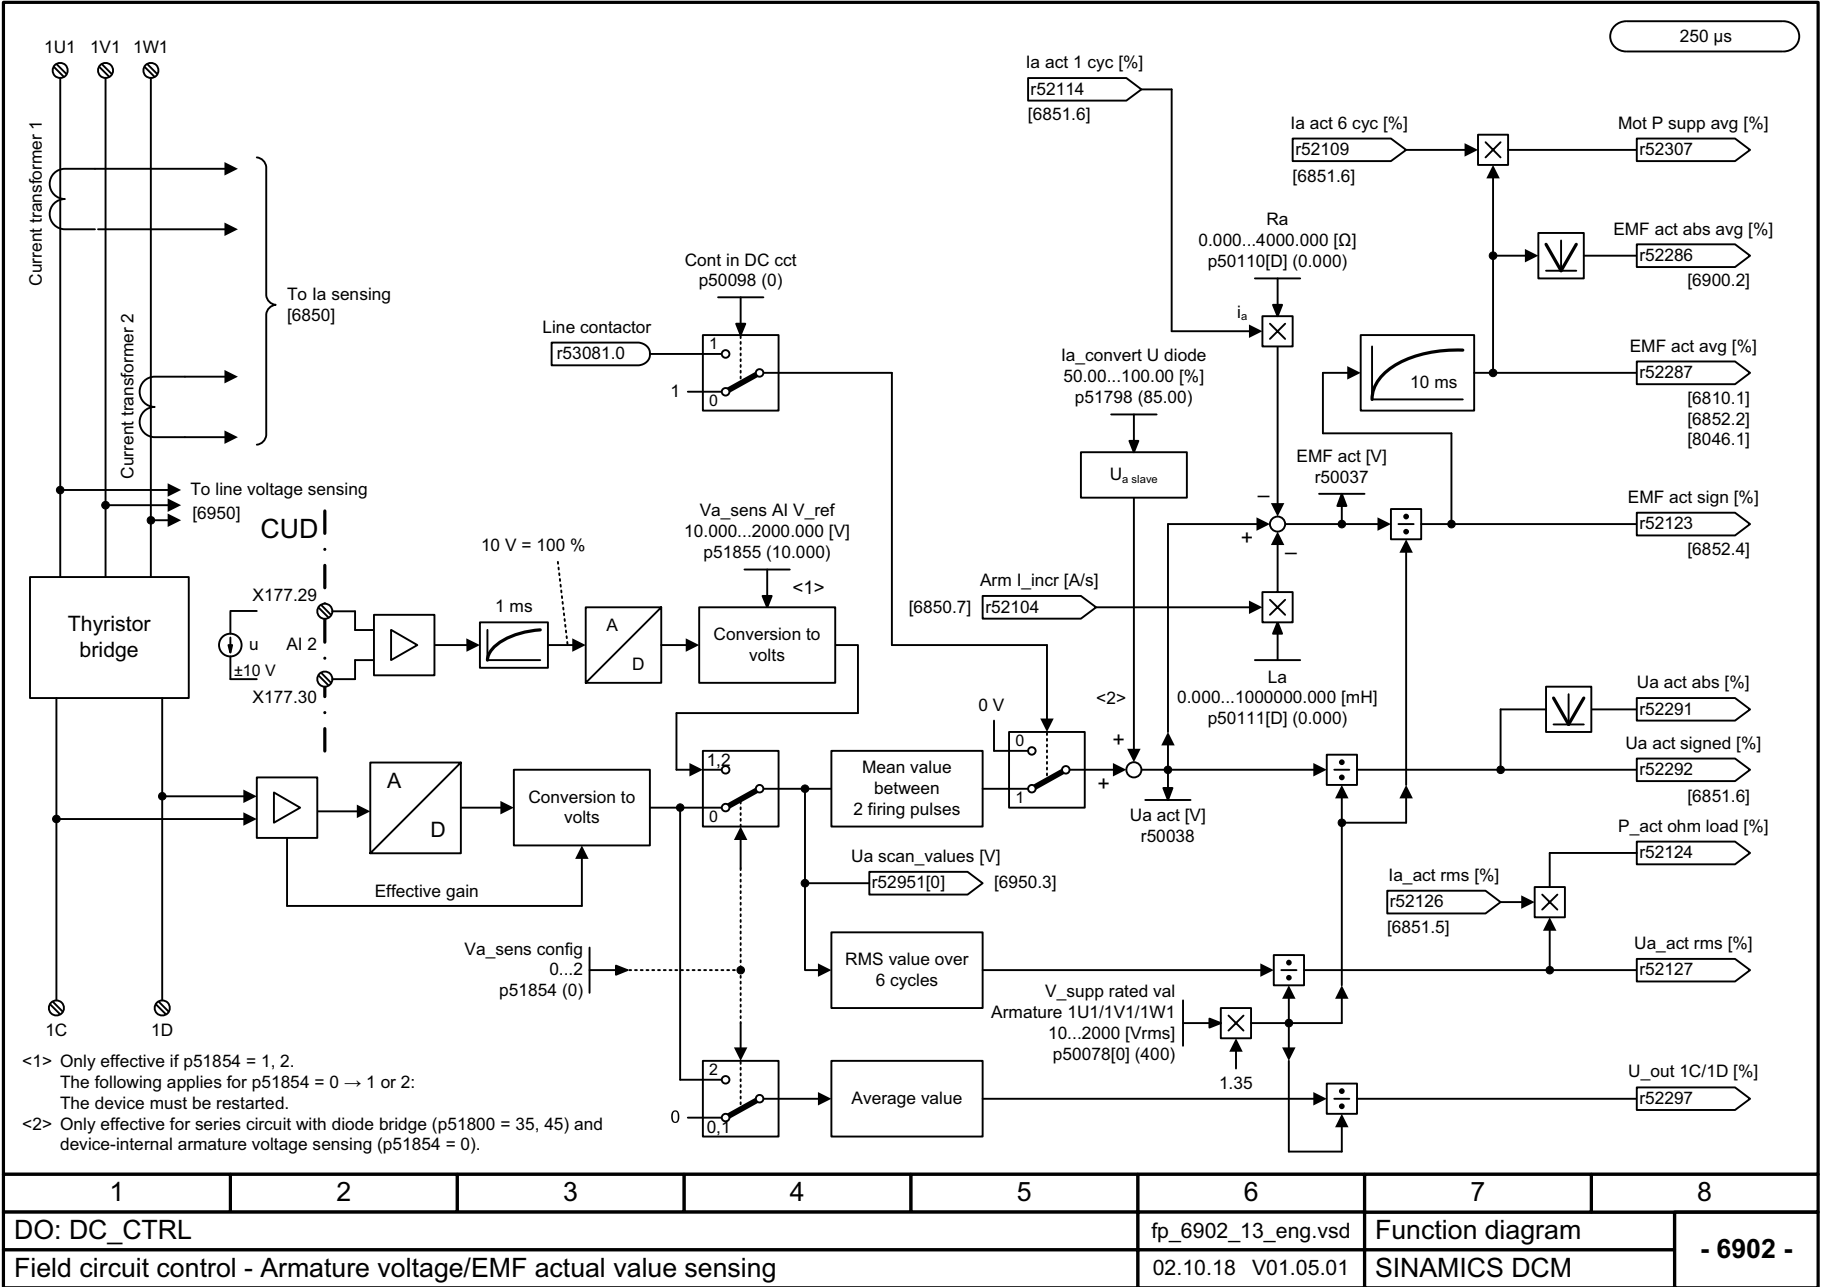 1U1 1V1 1W1
250 µs
Current transformer 1
Current transformer 2
To Ia sensing
[6850]
To line voltage sensing
[6950]
CUD
Thyristor
bridge
X177.29
u
AI 2
±10 V
X177.30
10 V = 100 %
1 ms
A
D
Va_sens AI V_ref
10.000...2000.000 [V]
p51855 (10.000)
<1>
Conversion to
volts
Cont in DC cct
p50098 (0)
Line contactor
r53081.0
1
1
0
Ia act 1 cyc [%]
r52114
[6851.6]
Ia act 6 cyc [%]
r52109
[6851.6]
Mot P supp avg [%]
r52307
Ra
0.000...4000.000 [Ω]
p50110[D] (0.000)
ia
EMF act abs avg [%]
r52286
[6900.2]
Ia_convert U diode
50.00...100.00 [%]
p51798 (85.00)
Ua slave
10 ms
EMF act avg [%]
r52287
[6810.1]
[6852.2]
[8046.1]
EMF act [V]
r50037
–
+
–
÷
EMF act sign [%]
r52123
[6852.4]
Arm I_incr [A/s]
[6850.7]
r52104
La
0.000...1000000.000 [mH]
p50111[D] (0.000)
0 V
0
1
<2>
+
+
Ua act [V]
r50038
÷
Ua act abs [%]
r52291
Ua act signed [%]
r52292
[6851.6]
A
D
Conversion to
volts
Effective gain
1,2
0
Mean value
between
2 firing pulses
Ua scan_values [V]
r52951[0]
[6950.3]
P_act ohm load [%]
r52124
Ia_act rms [%]
r52126
[6851.5]
Va_sens config
0...2
p51854 (0)
RMS value over
6 cycles
÷
Ua_act rms [%]
r52127
V_supp rated val
Armature 1U1/1V1/1W1
10...2000 [Vrms]
p50078[0] (400)
1.35
1C
1D
2
0
0,1
Average value
÷
U_out 1C/1D [%]
r52297
<1> Only effective if p51854 = 1, 2.
The following applies for p51854 = 0 → 1 or 2:
The device must be restarted.
<2> Only effective for series circuit with diode bridge (p51800 = 35, 45) and
device-internal armature voltage sensing (p51854 = 0).
1 2 3 4 5 6 7 8
DO: DC_CTRL
fp_6902_13_eng.vsd
Function diagram
- 6902 -
Field circuit control - Armature voltage/EMF actual value sensing
02.10.18 V01.05.01
SINAMICS DCM